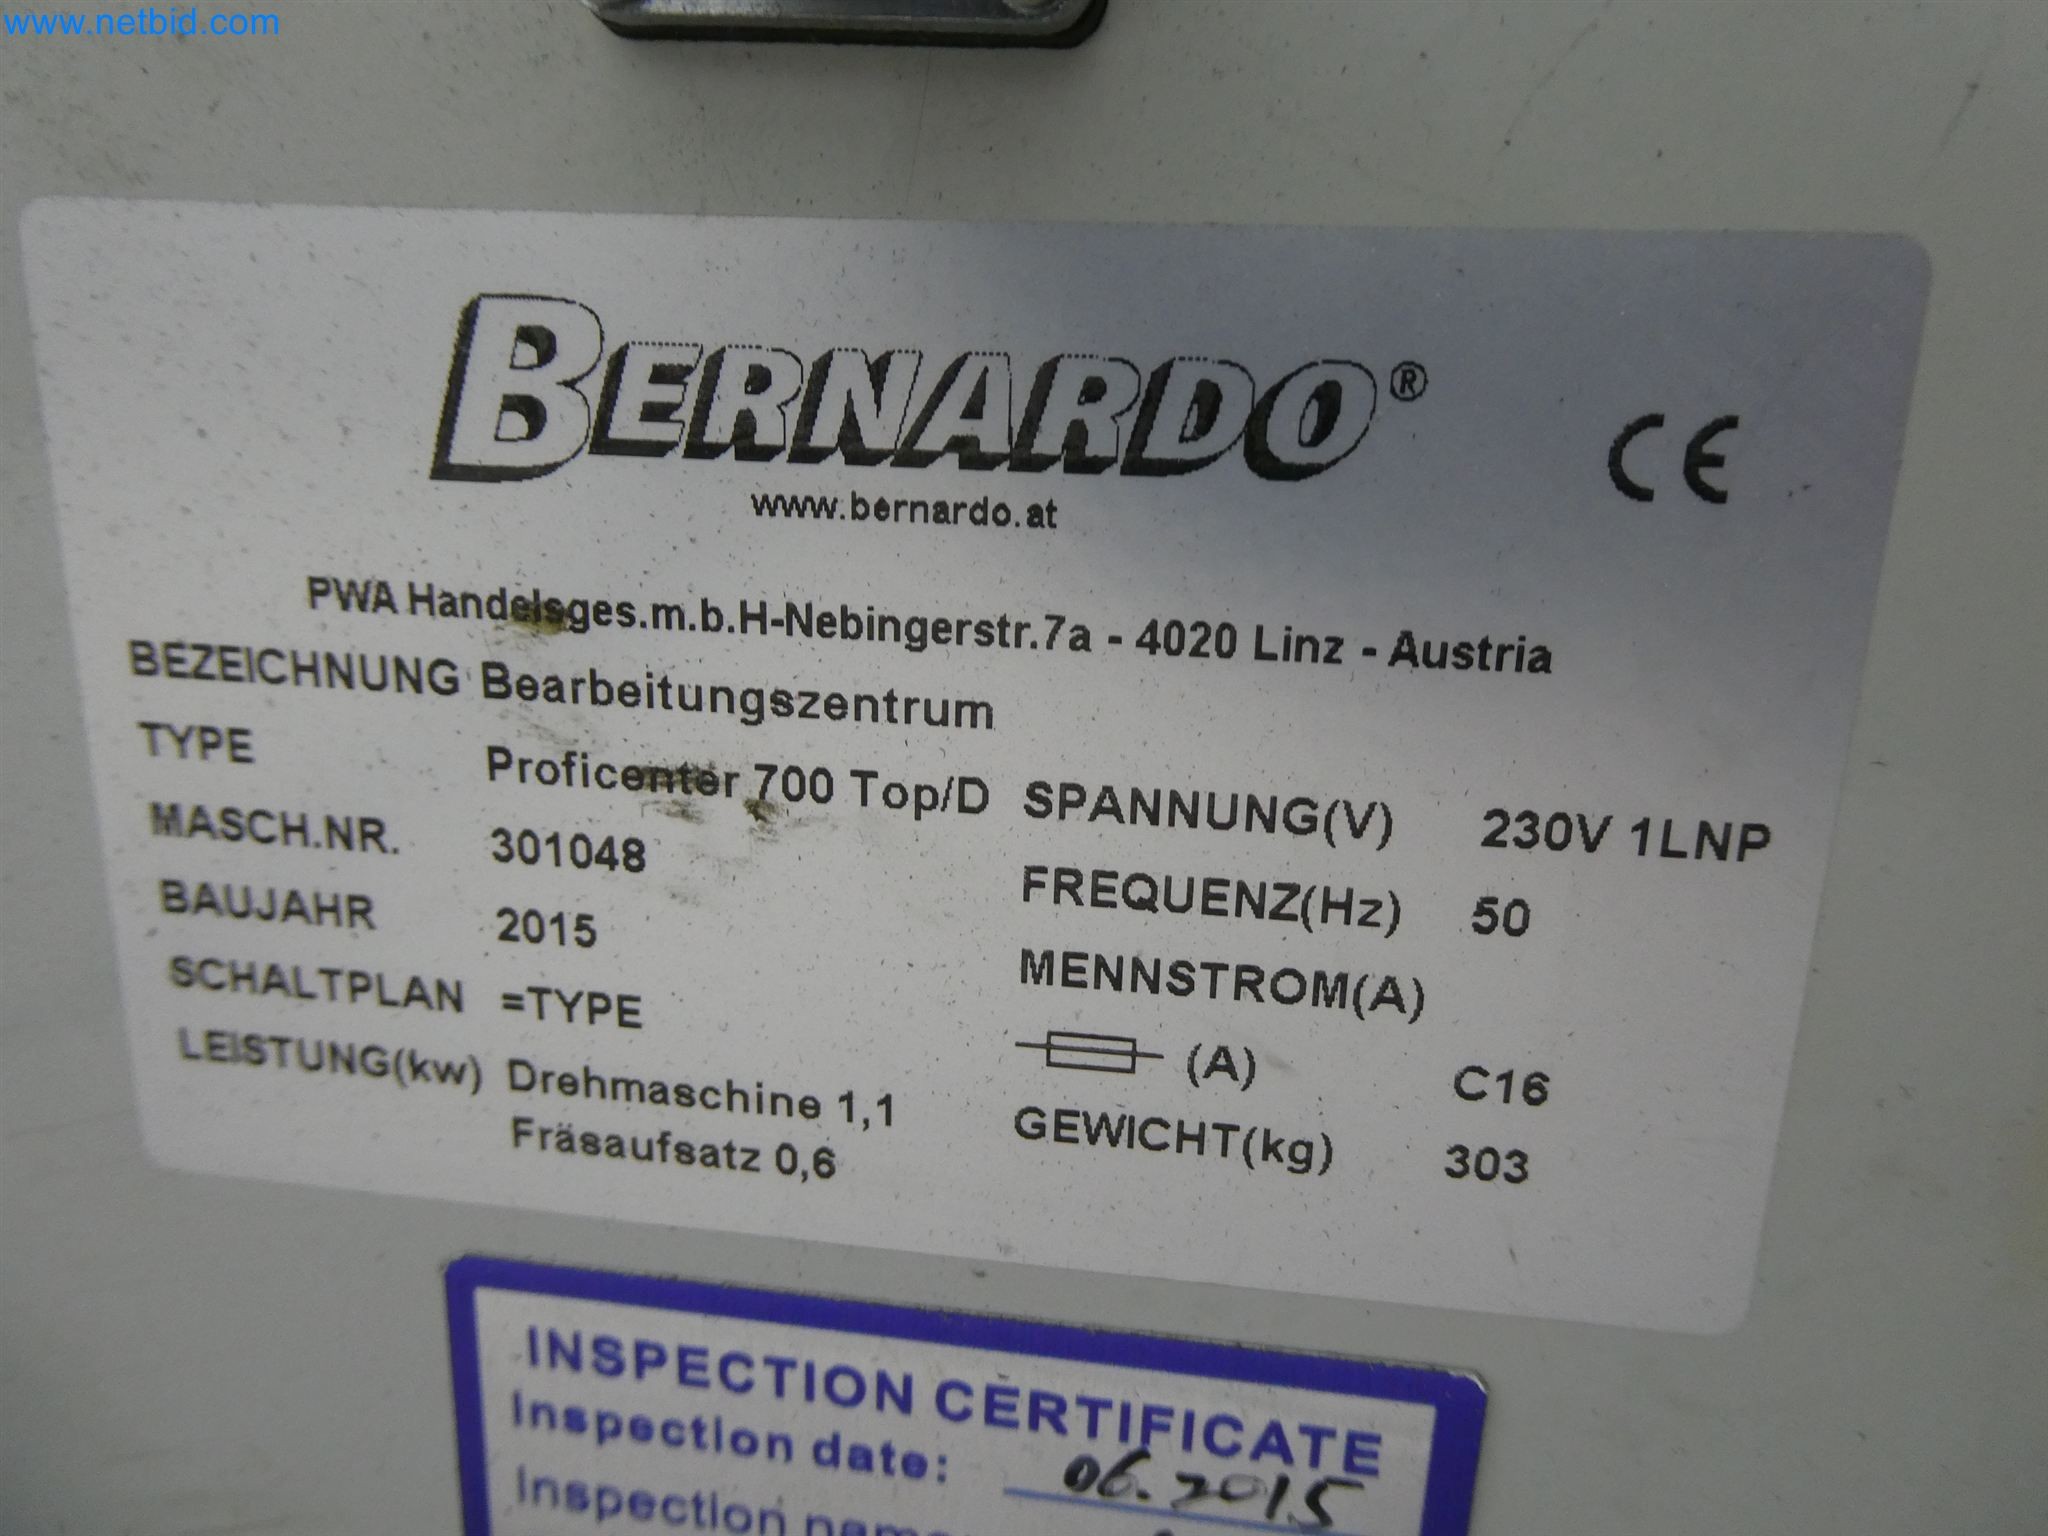 www.netbid.com
BERNARDO®
CE
www.bernardo.at
PWA Handelsges.m.b.H-Nebingerstr.7a - 4020 Linz - Austria
BEZEICHNUNG Bearbeitungszentrum
TYPE Proficenter 700 Top/D SPANNUNG(V) 230V 1LNP
MASCH.NR. 301048 FREQUENZ(Hz) 50
BAUJAHR 2015 MENNSTROM(A)
SCHALTPLAN =TYPE (A) C16
LEISTUNG(kw) Drehmaschine 1,1 GEWICHT(kg) 303
Fräsaufsatz 0,6
INSPECTION CERTIFICATE
Inspection date: 06.2015
Inspection